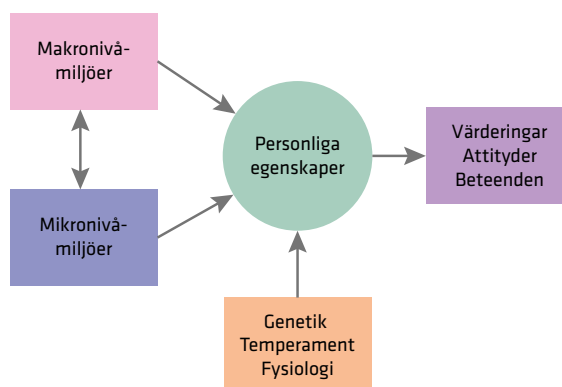 Makronivå-
miljöer
Mikronivå-
miljöer
Personliga
egenskaper
Värderingar
Attityder
Beteenden
Genetik
Temperament
Fysiologi